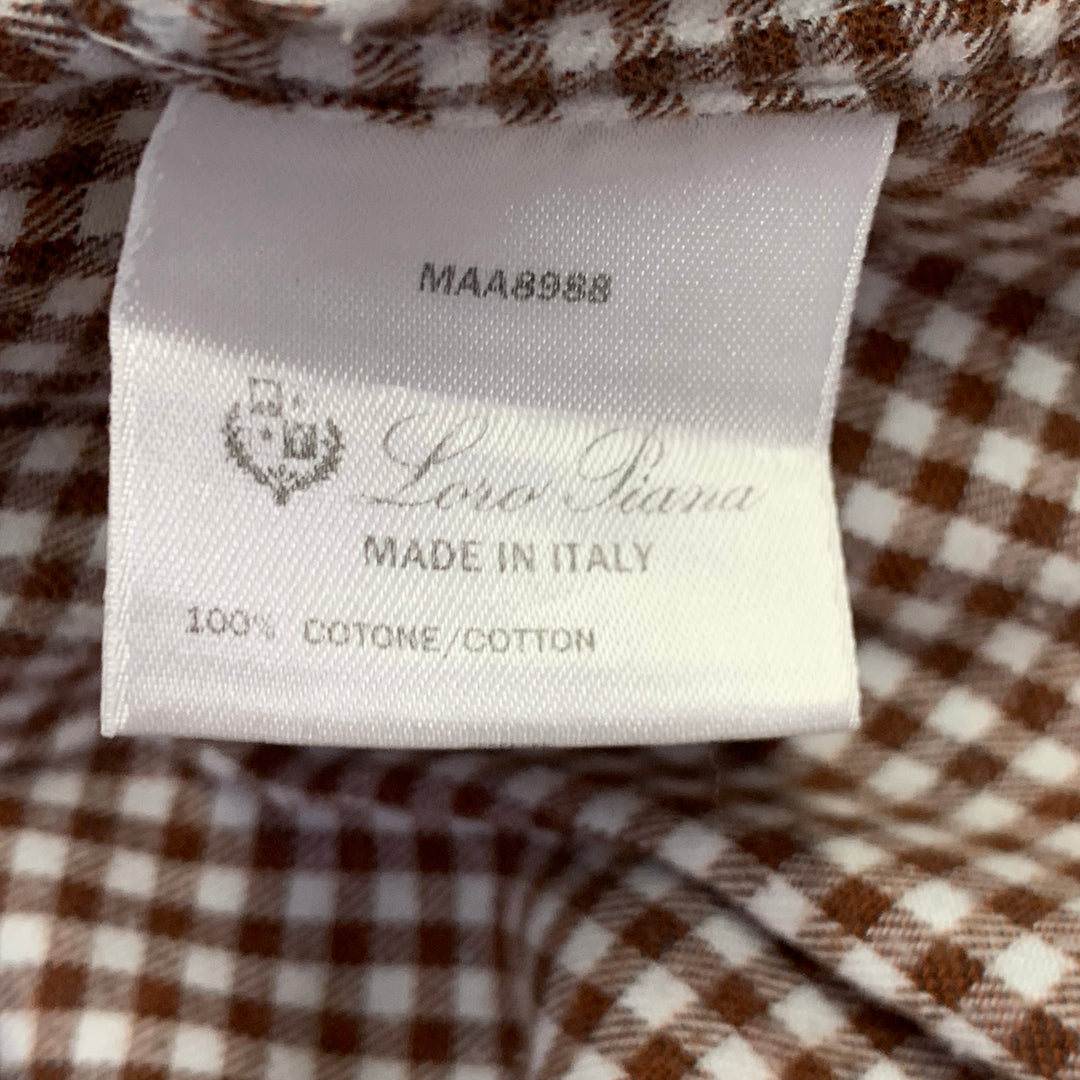 MAA8988
Loro Piana
MADE IN ITALY
100% COTONE/COTTON